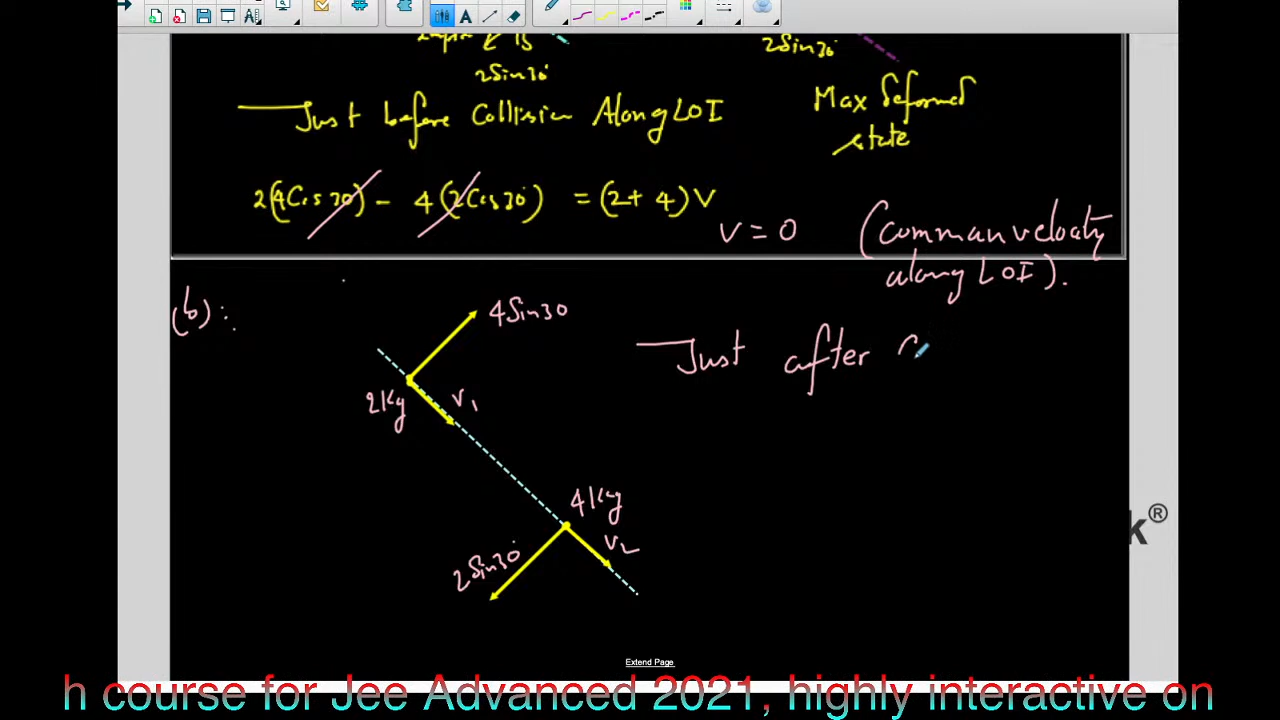 2Sin30°
2Sin30°
Just before Collision Along LOI
Max deformed
state
2(4Cos30) - 4(2Cos30°) = (2+4)V
V = 0 (Comman velocity
along LOI).
(b):
4Sin30
Just after
2Kg
V1
4Kg
V2
2Sin30°
k®
Extend Page
h course for Jee Advanced 2021, highly interactive on